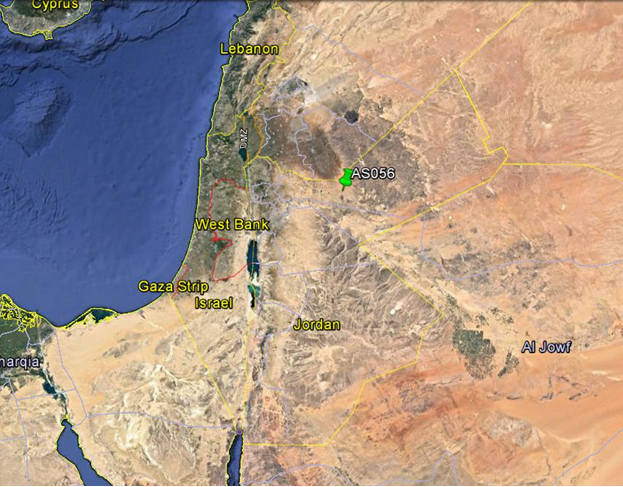 Cyprus
Lebanon
DMZ
AS056
West Bank
Gaza Strip
Israel
Jordan
Al Jowf
harqia